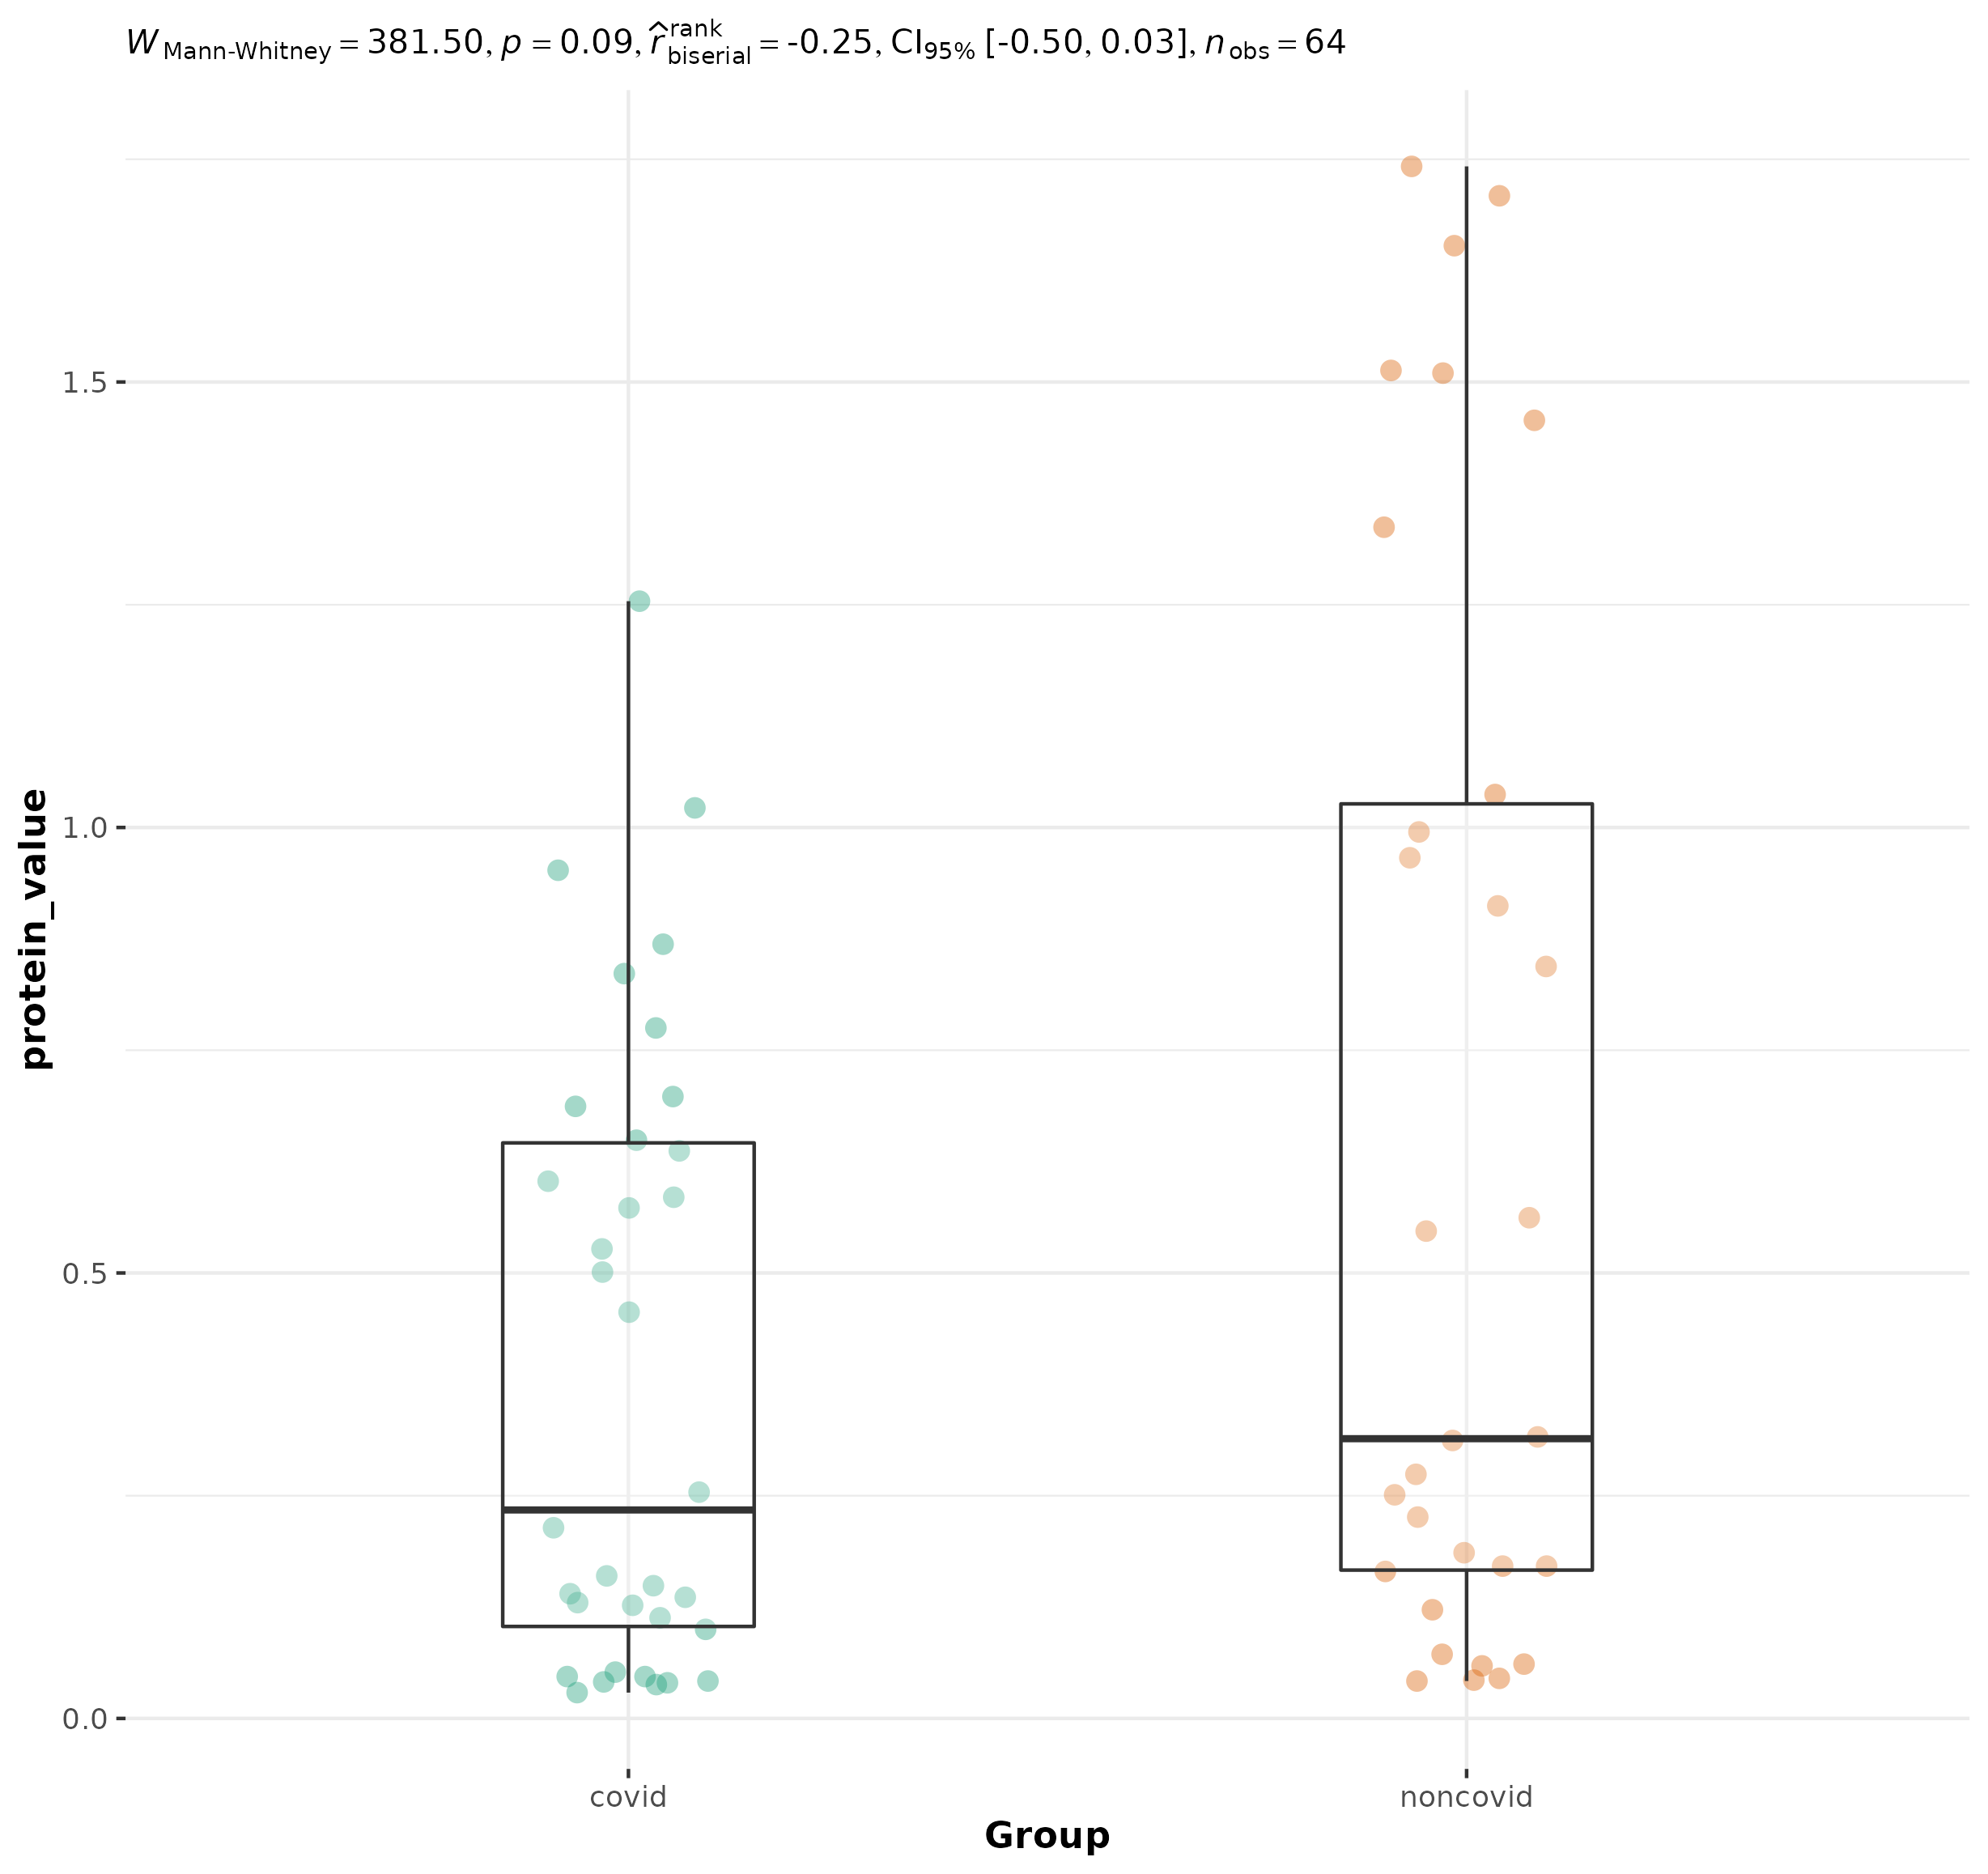 W Mann-Whitney = 381.50, p = 0.09, r̂ rank biserial = -0.25, CI95% [-0.50, 0.03], n obs = 64
protein_value
1.5
1.0
0.5
0.0
covid noncovid
Group